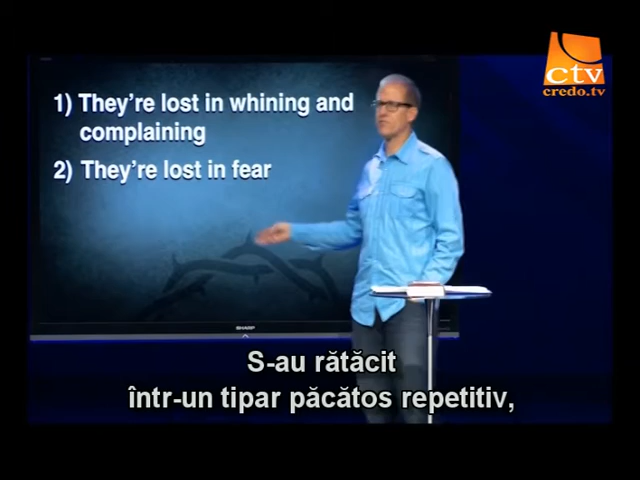 ctv
credo.tv
1) They're lost in whining and
complaining
2) They're lost in fear
SHARP
S-au rătăcit
într-un tipar păcătos repetitiv,